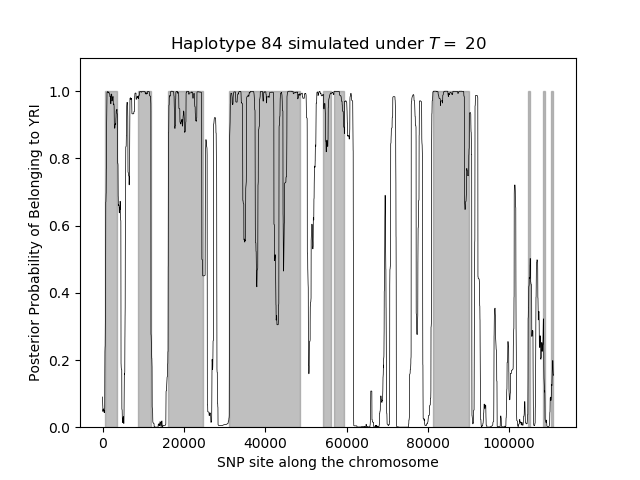 Haplotype 84 simulated under T = 20
Posterior Probability of Belonging to YRI
1.0
0.8
0.6
0.4
0.2
0.0
0 20000 40000 60000 80000 100000
SNP site along the chromosome